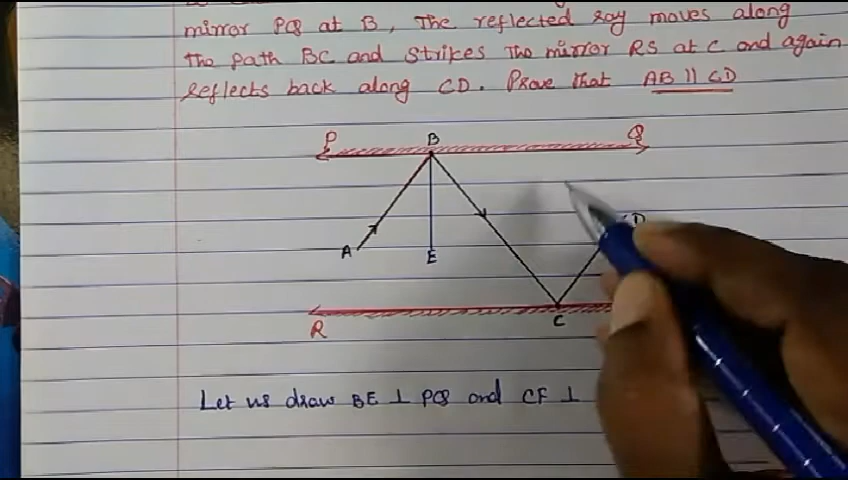 mirror PQ at B, The reflected ray moves along
The path BC and Strikes The mirror RS at C and again
reflects back along CD. Prove that AB || CD
P B Q
A E D
R C
Let us draw BE ⊥ PQ and CF ⊥